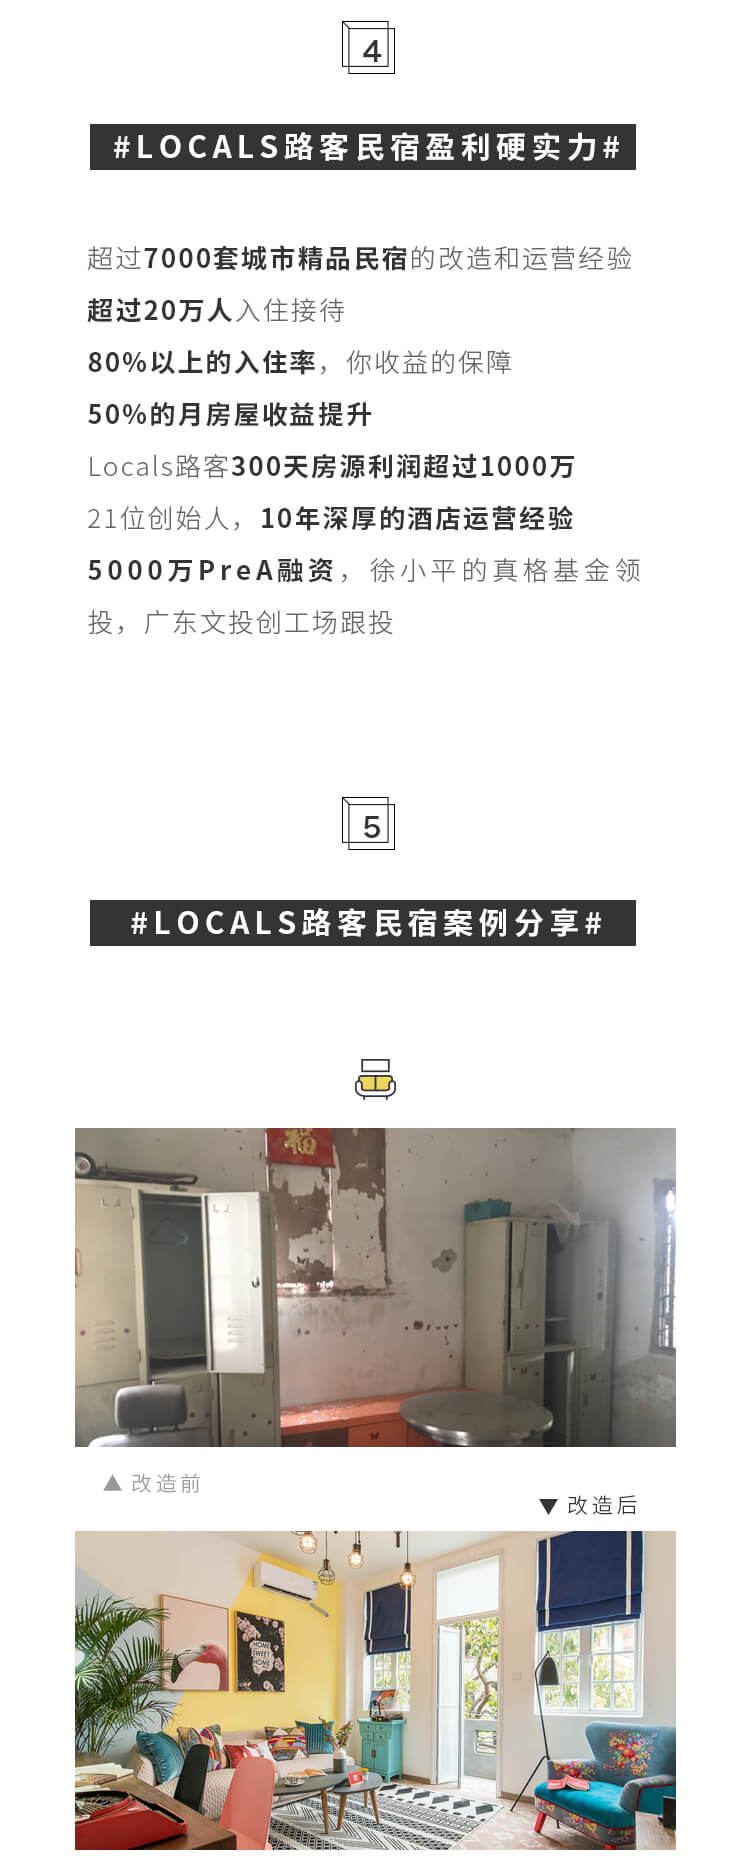 4
#LOCALS路客民宿盈利硬实力#
超过7000套城市精品民宿的改造和运营经验
超过20万人入住接待
80%以上的入住率，你收益的保障
50%的月房屋收益提升
Locals路客300天房源利润超过1000万
21位创始人，10年深厚的酒店运营经验
5000万PreA融资，徐小平的真格基金领
投，广东文投创工场跟投
5
#LOCALS路客民宿案例分享#
福
▲ 改造前
▼ 改造后
HOME
SWEET
HOME